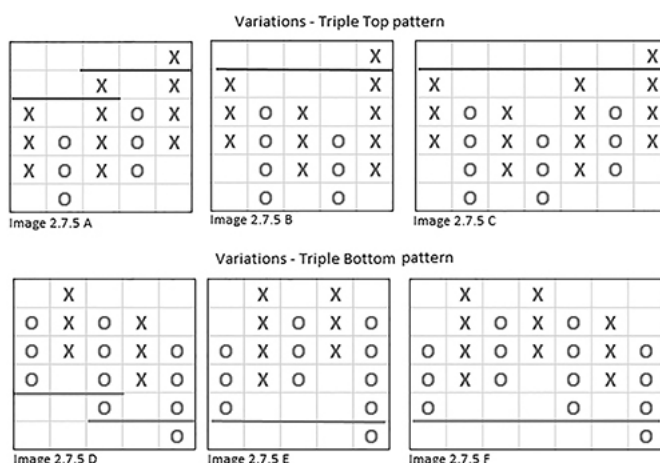 Variations - Triple Top pattern
X X X
X X X X X X X
X X O X X O X X X O X X O X
X O X O X X O X O X X O X O X O X
X O X O O X O X O X O X O
O O O O O
Image 2.7.5 A Image 2.7.5 B Image 2.7.5 C
Variations - Triple Bottom pattern
X X X X X
O X O X X O X O X O X O X
O X O X O O X O X O O X O X O X O
O O X O O X O O O X O O X O
O O O O O O O
O O O
Image 2.7.5 D Image 2.7.5 E Image 2.7.5 F